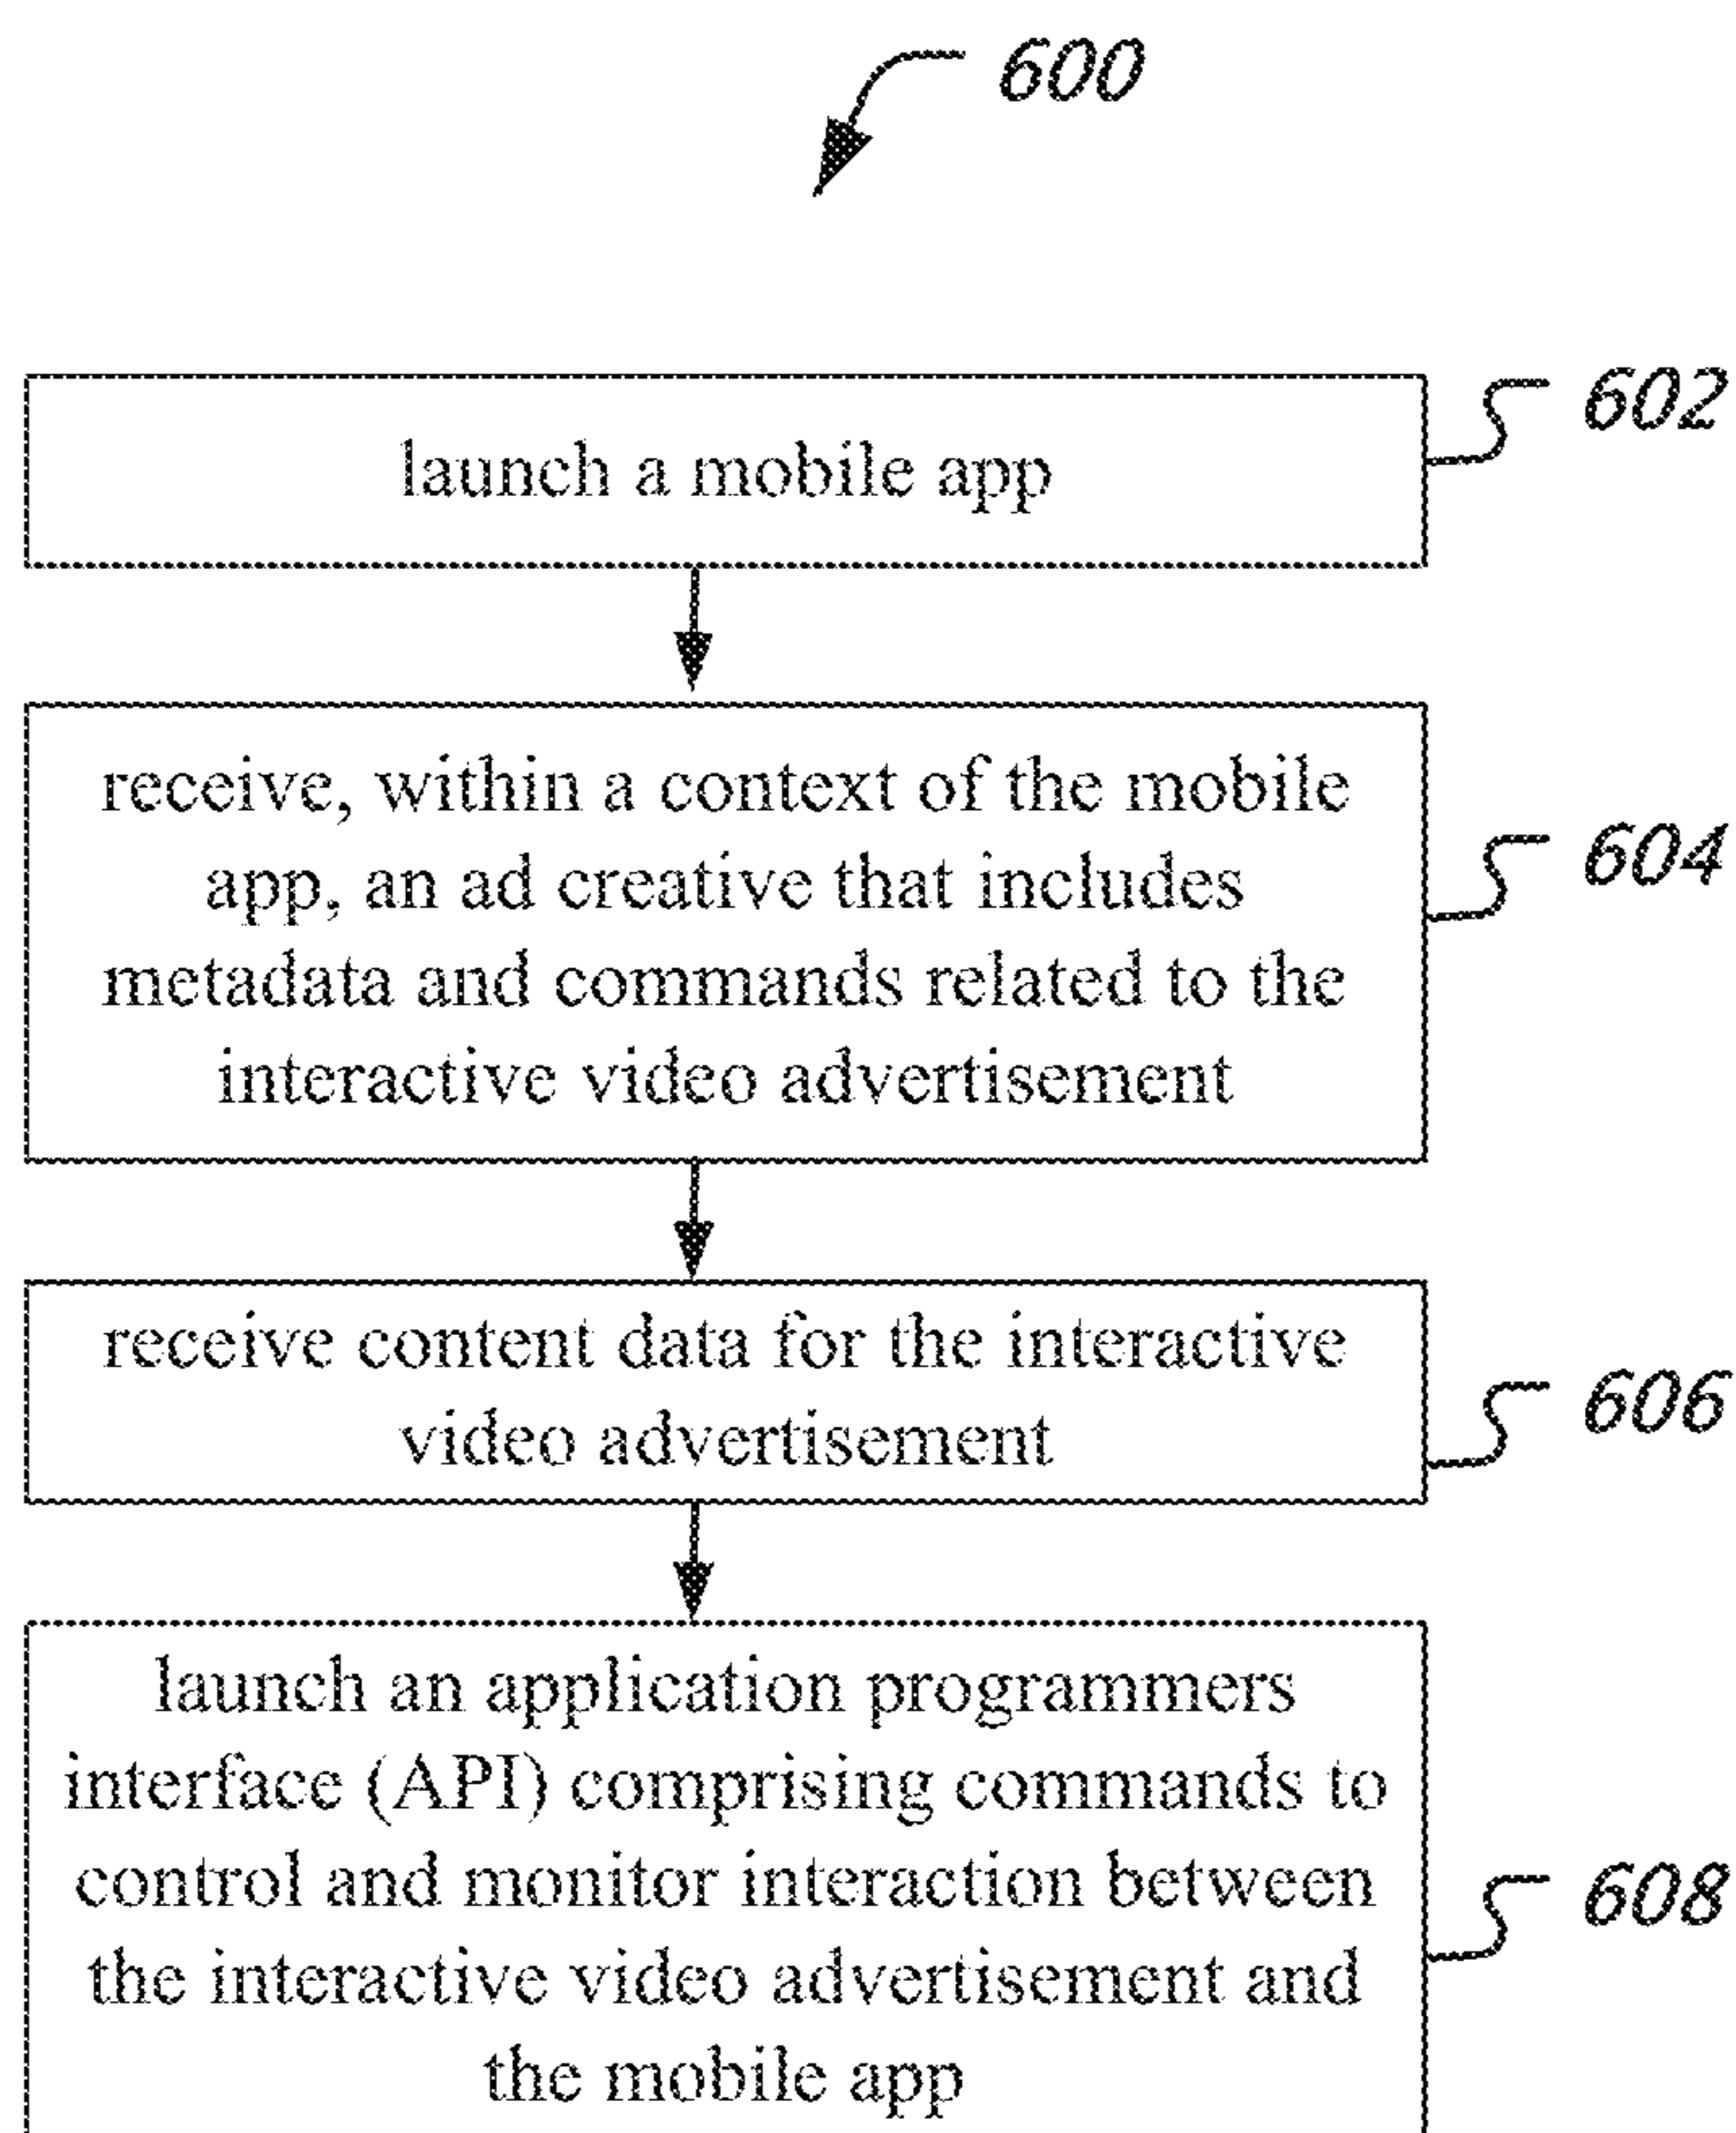 600
launch a mobile app
602
receive, within a context of the mobile
app, an ad creative that includes
metadata and commands related to the
interactive video advertisement
604
receive content data for the interactive
video advertisement
606
launch an application programmers
interface (API) comprising commands to
control and monitor interaction between
the interactive video advertisement and
the mobile app
608